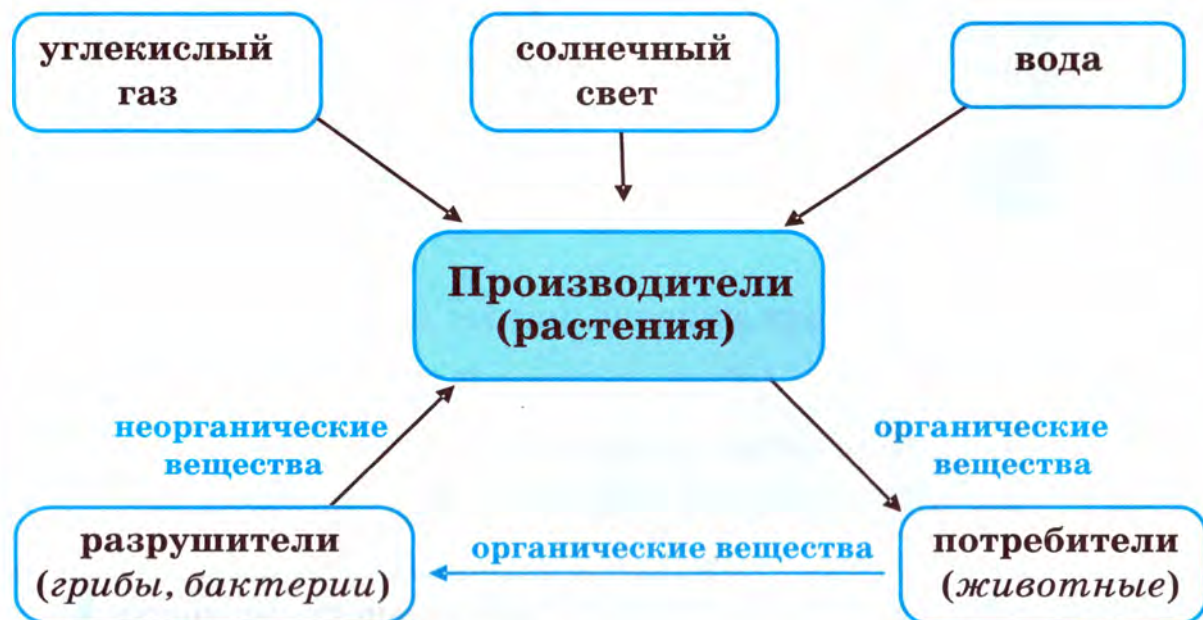 углекислый
газ
солнечный
свет
вода
Производители
(растения)
неорганические
вещества
органические
вещества
разрушители
(грибы, бактерии)
органические вещества
потребители
(животные)